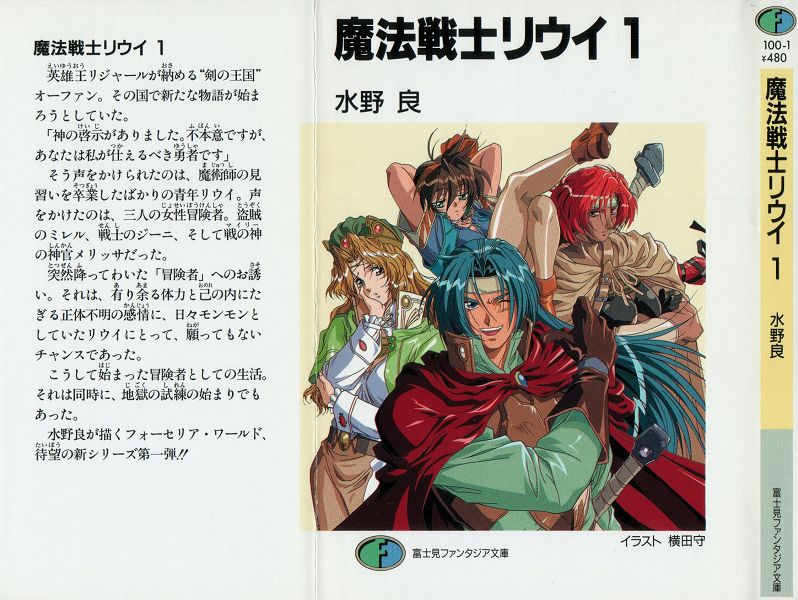 魔法戦士リウイ 1
英雄王リジャールが納める“剣の王国”
オーファン。その国で新たな物語が始ま
ろうとしていた。
「神の啓示がありました。不本意ですが、
あなたは私が仕えるべき勇者です」
そう声をかけられたのは、魔術師の見
習いを卒業したばかりの青年リウイ。声
をかけたのは、三人の女性冒険者。盗賊
のミレル、戦士のジーニ、そして戦の神
の神官メリッサだった。
突然降ってわいた「冒険者」へのお誘
い。それは、有り余る体力と己の内にた
ぎる正体不明の感情に、日々モンモンと
していたリウイにとって、願ってもない
チャンスであった。
こうして始まった冒険者としての生活。
それは同時に、地獄の試練の始まりでも
あった。
水野良が描くフォーセリア・ワールド、
待望の新シリーズ第一弾!!
魔法戦士リウイ 1
水野 良
イラスト 横田守
富士見ファンタジア文庫
100-1
¥480
魔法戦士リウイ 1
水野良
富士見ファンタジア文庫